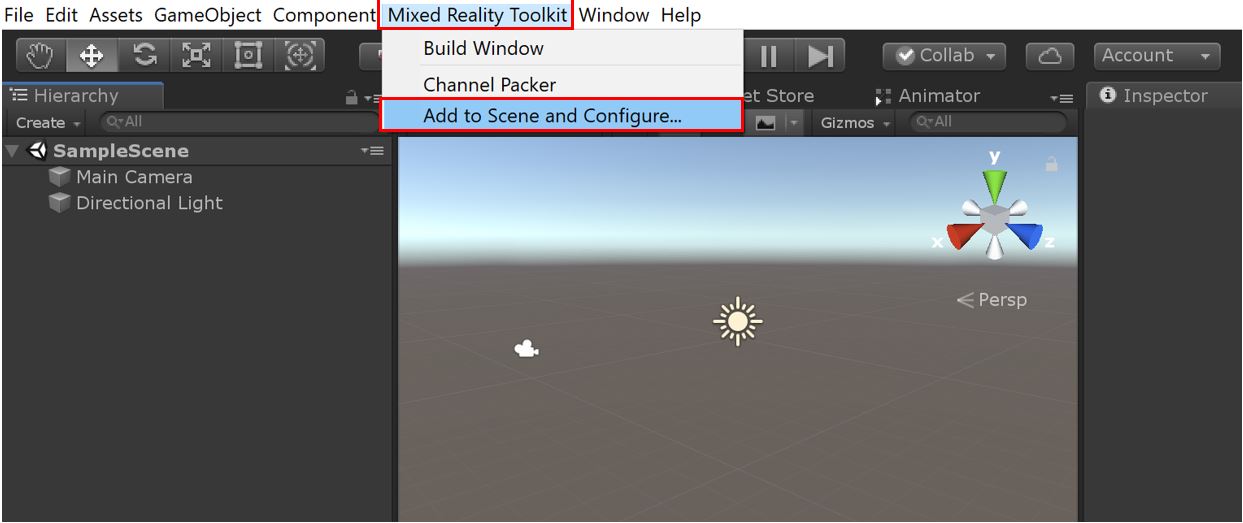 File Edit Assets GameObject Component Mixed Reality Toolkit Window Help
Build Window
Channel Packer
Add to Scene and Configure...
Collab
Account
Hierarchy
et Store
Animator
Inspector
Create
All
Gizmos
All
SampleScene
Main Camera
Directional Light
y
x
z
Persp